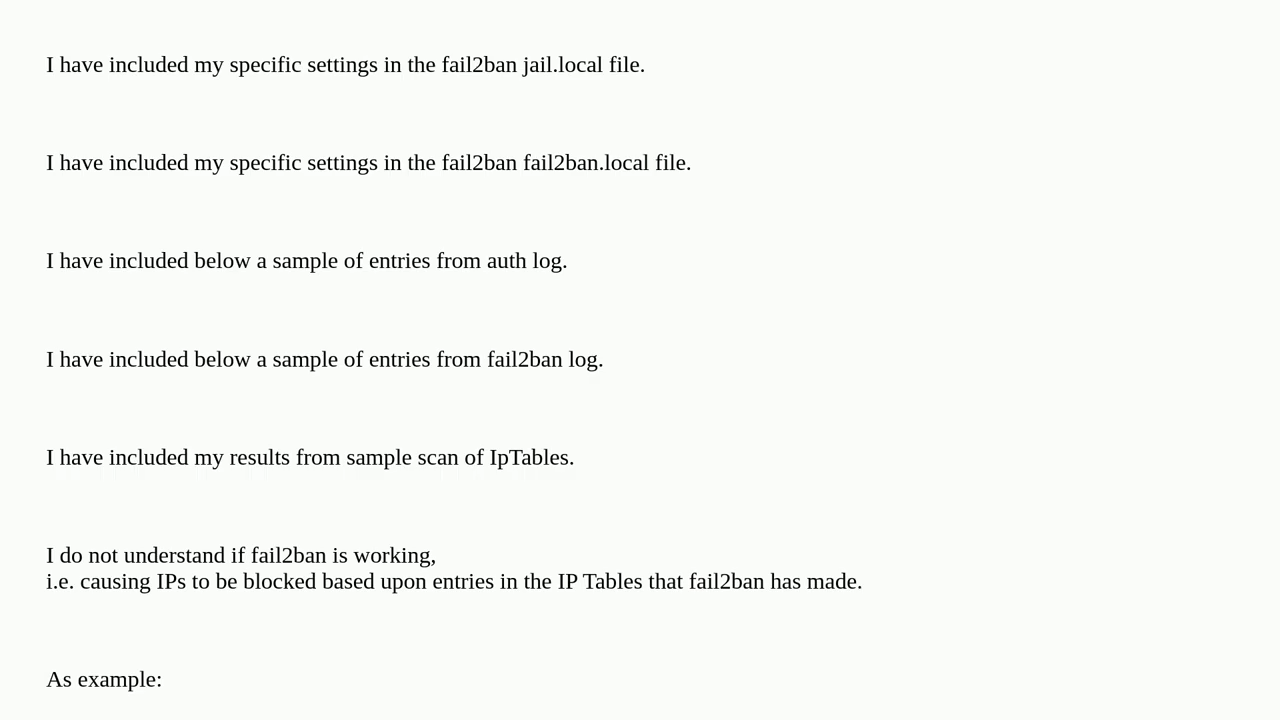 I have included my specific settings in the fail2ban jail.local file.
I have included my specific settings in the fail2ban fail2ban.local file.
I have included below a sample of entries from auth log.
I have included below a sample of entries from fail2ban log.
I have included my results from sample scan of IpTables.
I do not understand if fail2ban is working,
i.e. causing IPs to be blocked based upon entries in the IP Tables that fail2ban has made.
As example: